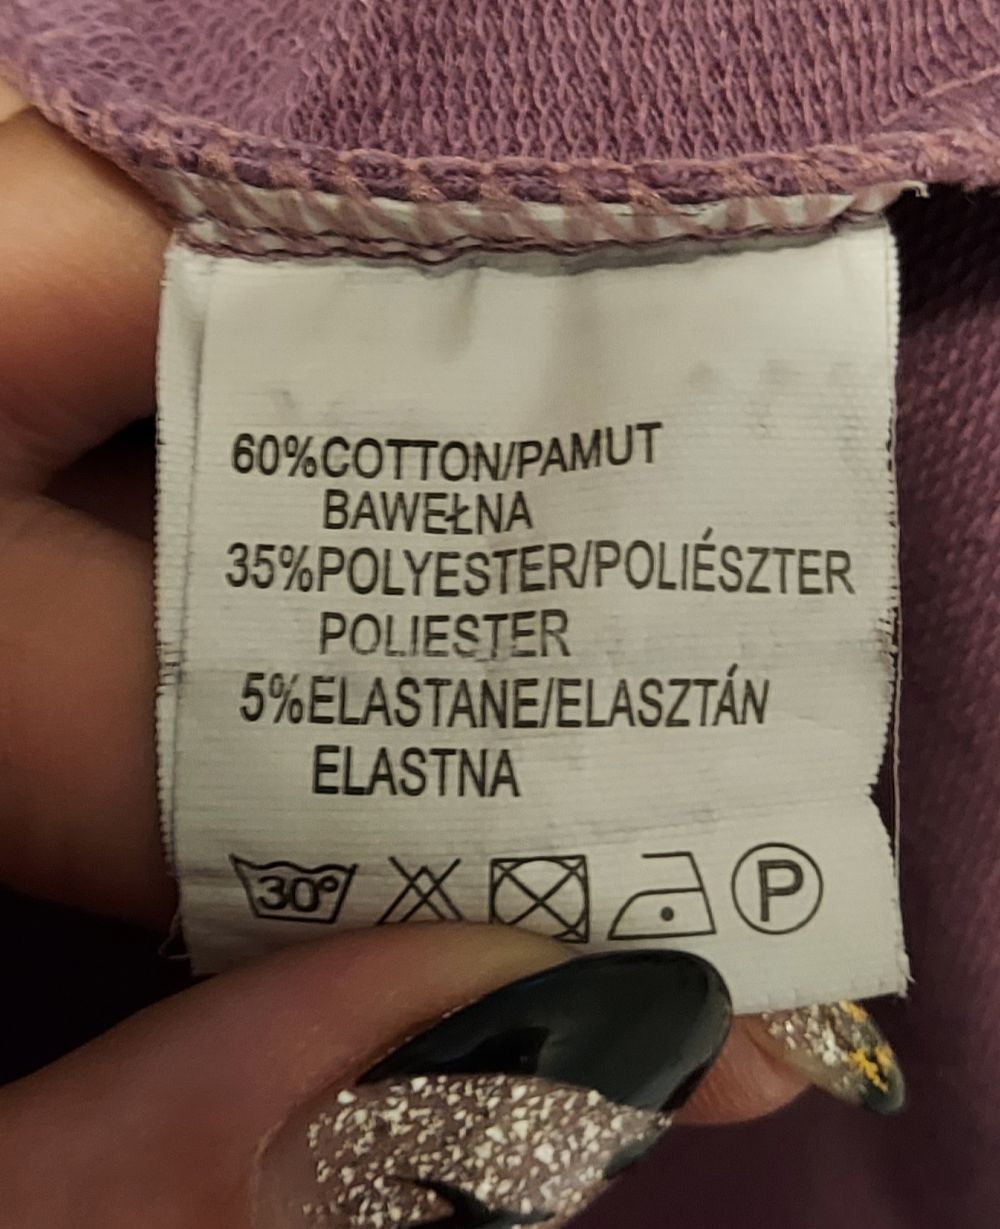 60%COTTON/PAMUT
BAWEŁNA
35%POLYESTER/POLIÉSZTER
POLIESTER
5%ELASTANE/ELASZTÁN
ELASTNA
30° P